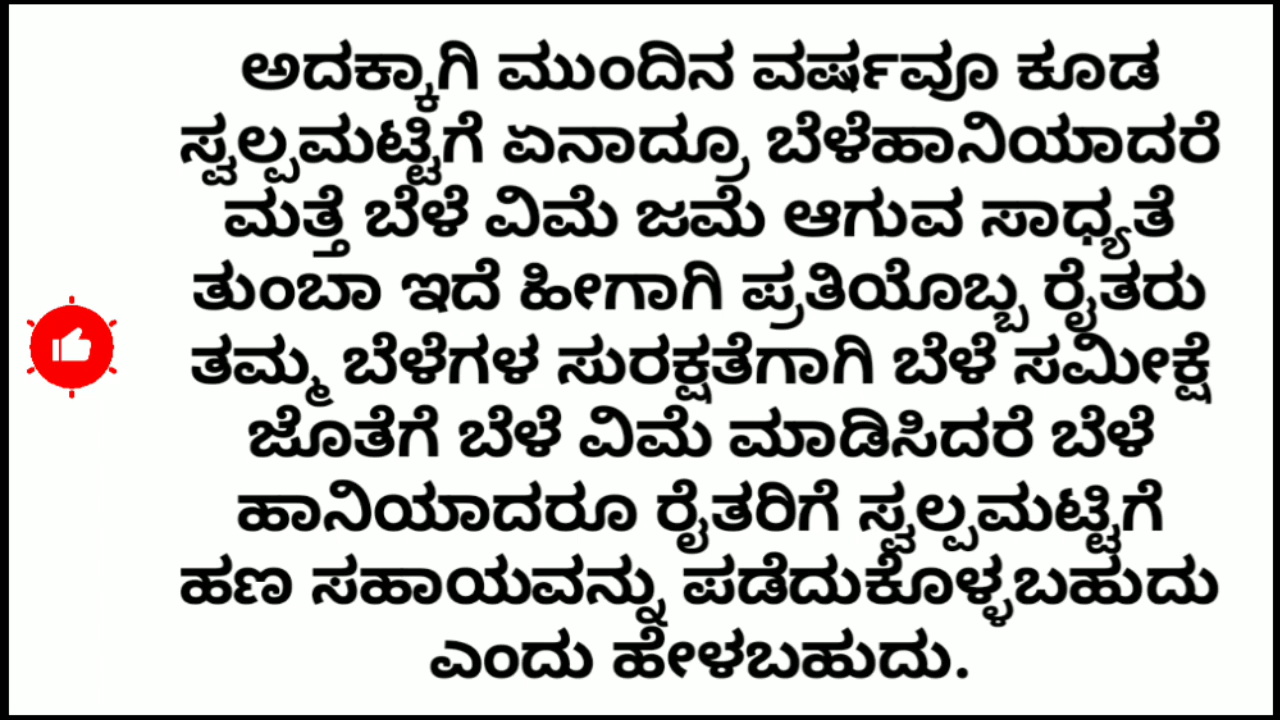 ಅದಕ್ಕಾಗಿ ಮುಂದಿನ ವರ್ಷವೂ ಕೂಡ
ಸ್ವಲ್ಪಮಟ್ಟಿಗೆ ಏನಾದ್ರೂ ಬೆಳೆಹಾನಿಯಾದರೆ
ಮತ್ತೆ ಬೆಳೆ ವಿಮೆ ಜಮೆ ಆಗುವ ಸಾಧ್ಯತೆ
ತುಂಬಾ ಇದೆ ಹೀಗಾಗಿ ಪ್ರತಿಯೊಬ್ಬ ರೈತರು
ತಮ್ಮ ಬೆಳೆಗಳ ಸುರಕ್ಷತೆಗಾಗಿ ಬೆಳೆ ಸಮೀಕ್ಷೆ
ಜೊತೆಗೆ ಬೆಳೆ ವಿಮೆ ಮಾಡಿಸಿದರೆ ಬೆಳೆ
ಹಾನಿಯಾದರೂ ರೈತರಿಗೆ ಸ್ವಲ್ಪಮಟ್ಟಿಗೆ
ಹಣ ಸಹಾಯವನ್ನು ಪಡೆದುಕೊಳ್ಳಬಹುದು
ಎಂದು ಹೇಳಬಹುದು.